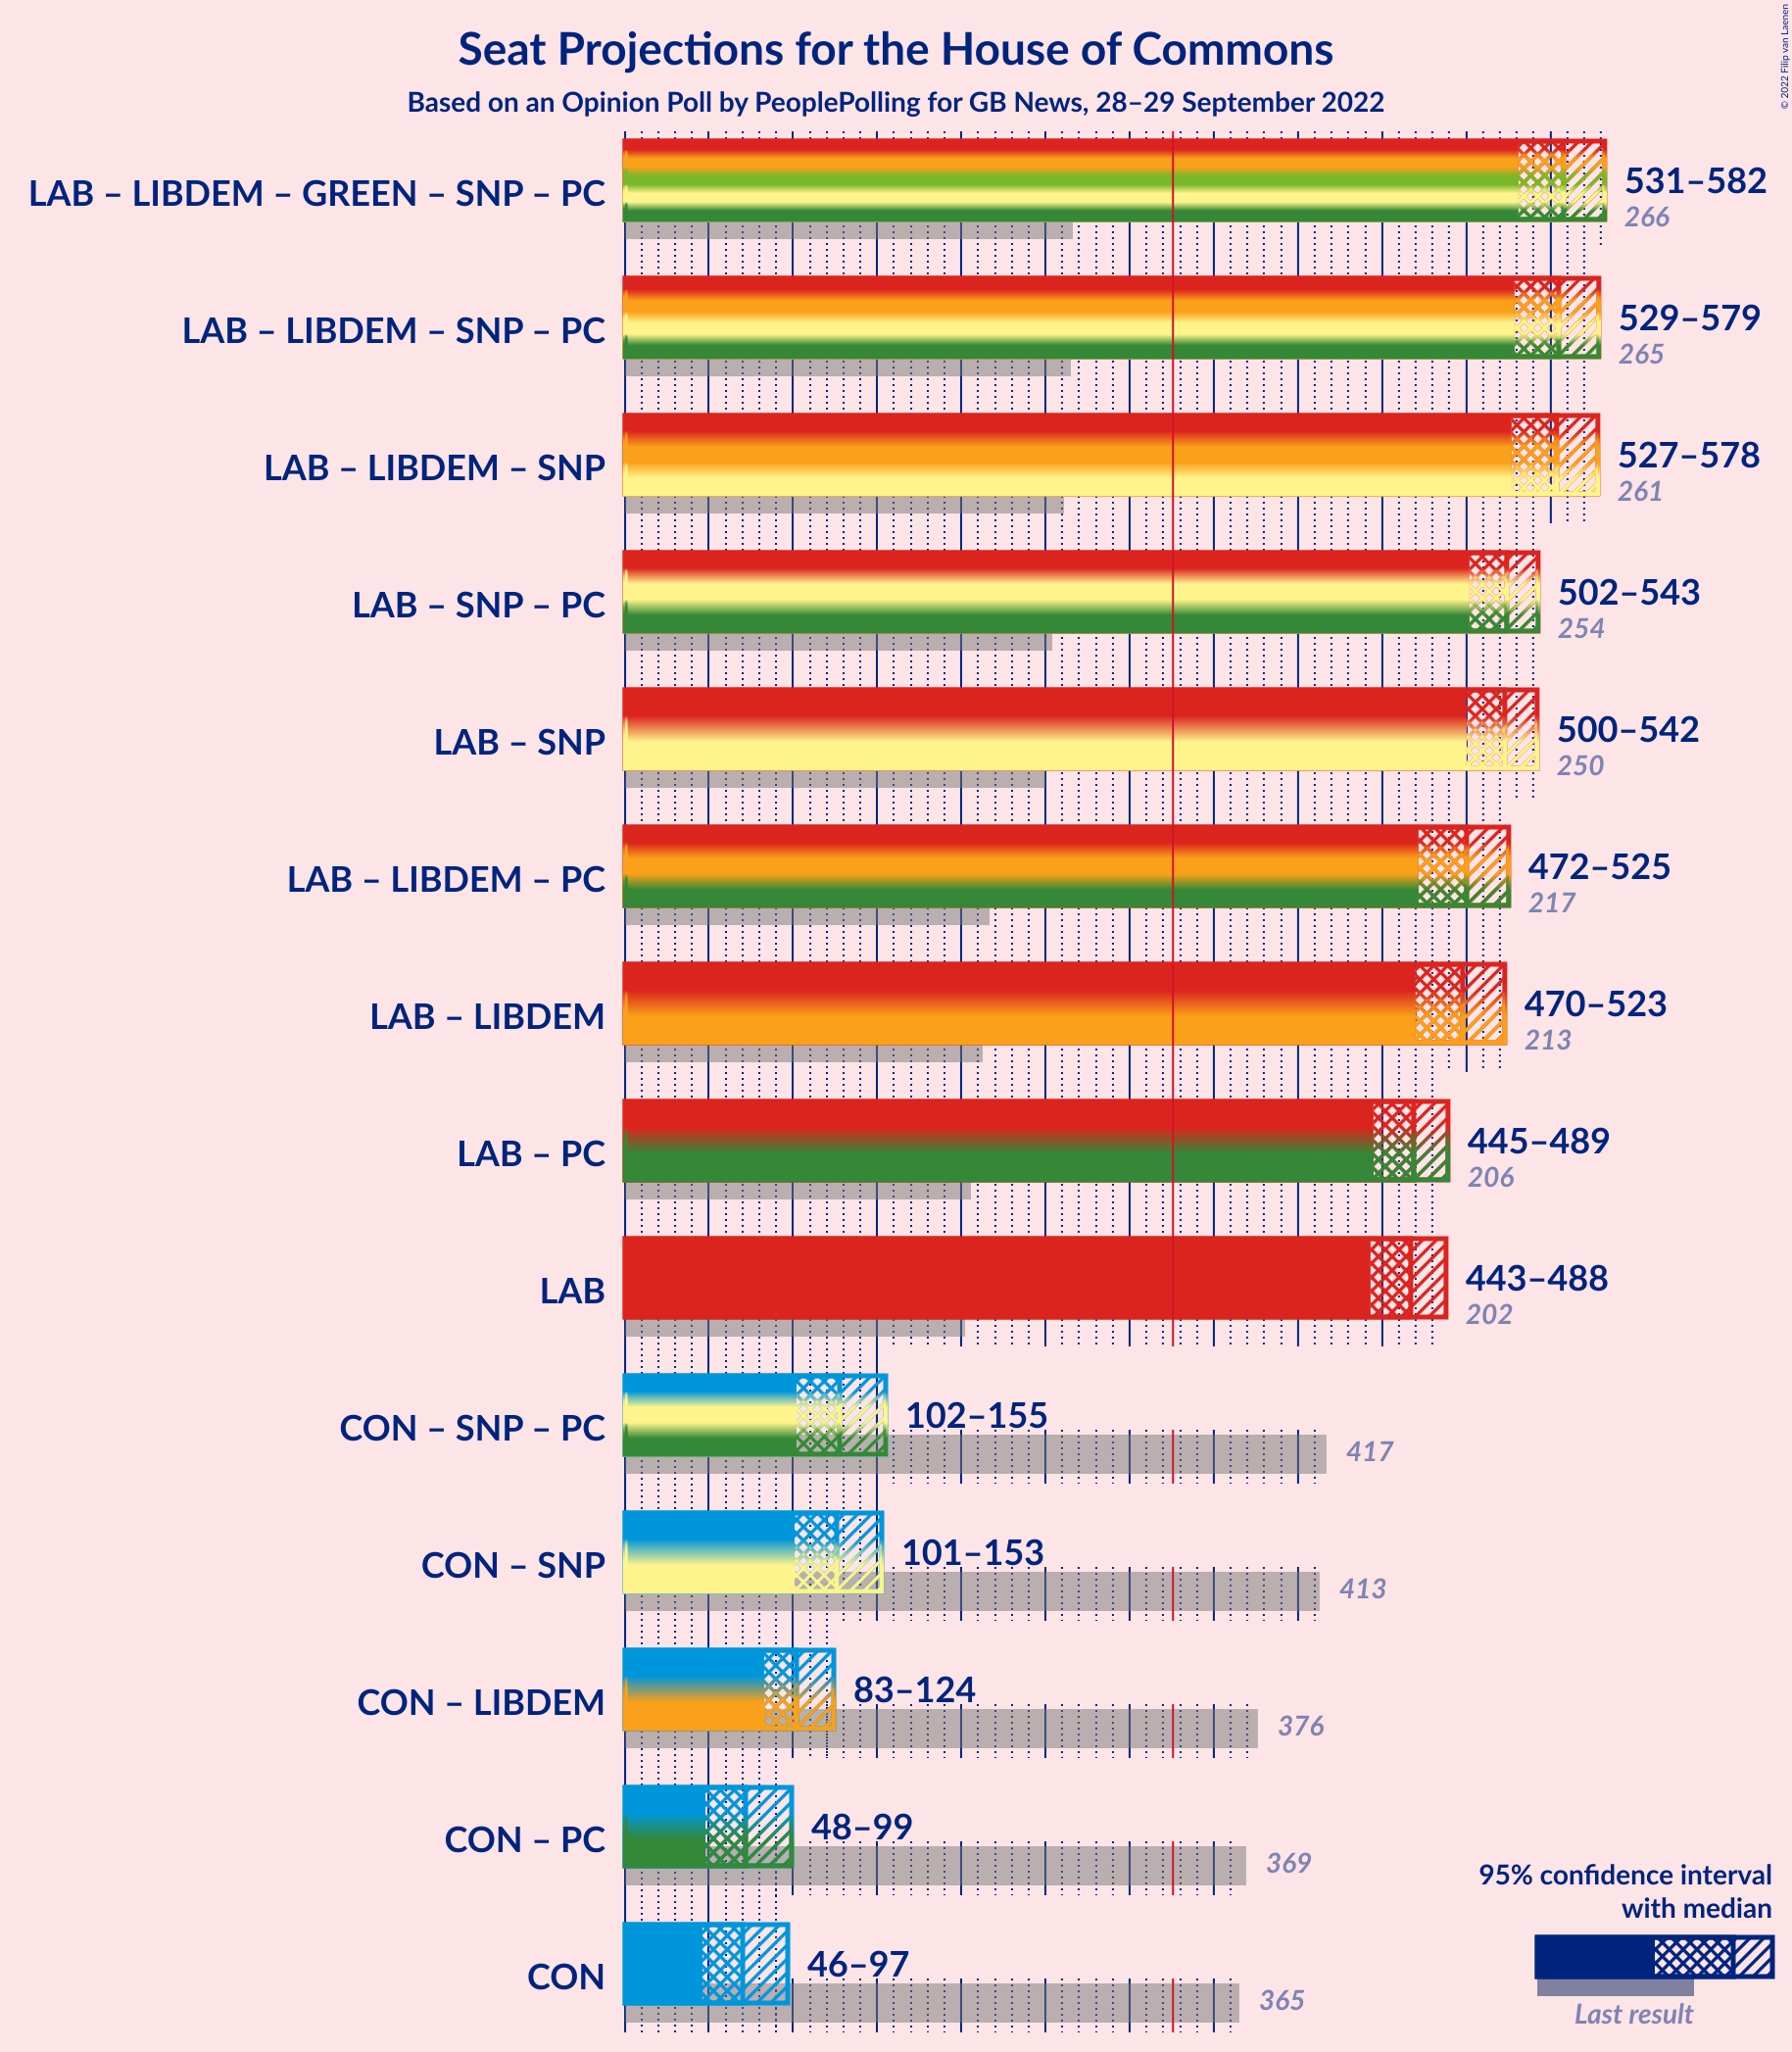 Seat Projections for the House of Commons
Based on an Opinion Poll by PeoplePolling for GB News, 28–29 September 2022
© 2022 Filip van Laenen
LAB – LIBDEM – GREEN – SNP – PC
531–582
266
LAB – LIBDEM – SNP – PC
529–579
265
LAB – LIBDEM – SNP
527–578
261
LAB – SNP – PC
502–543
254
LAB – SNP
500–542
250
LAB – LIBDEM – PC
472–525
217
LAB – LIBDEM
470–523
213
LAB – PC
445–489
206
LAB
443–488
202
CON – SNP – PC
102–155
417
CON – SNP
101–153
413
CON – LIBDEM
83–124
376
CON – PC
48–99
369
CON
46–97
365
95% confidence interval
with median
Last result